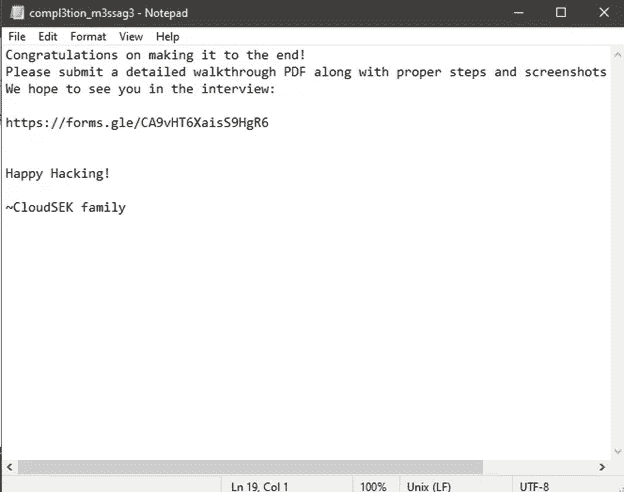 compl3tion_m3ssag3 - Notepad
File Edit Format View Help
Congratulations on making it to the end!
Please submit a detailed walkthrough PDF along with proper steps and screenshots
We hope to see you in the interview:
https://forms.gle/CA9vHT6XaisS9HgR6
Happy Hacking!
~CloudSEK family
Ln 19, Col 1 100% Unix (LF) UTF-8